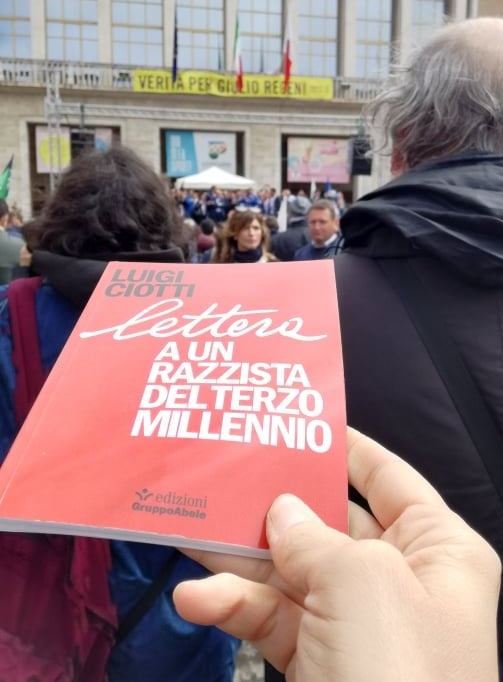 VERITÀ PER GIULIO REGENI
LUIGI
CIOTTI
lettera
A UN
RAZZISTA
DEL TERZO
MILLENNIO
edizioni
GruppoAbele